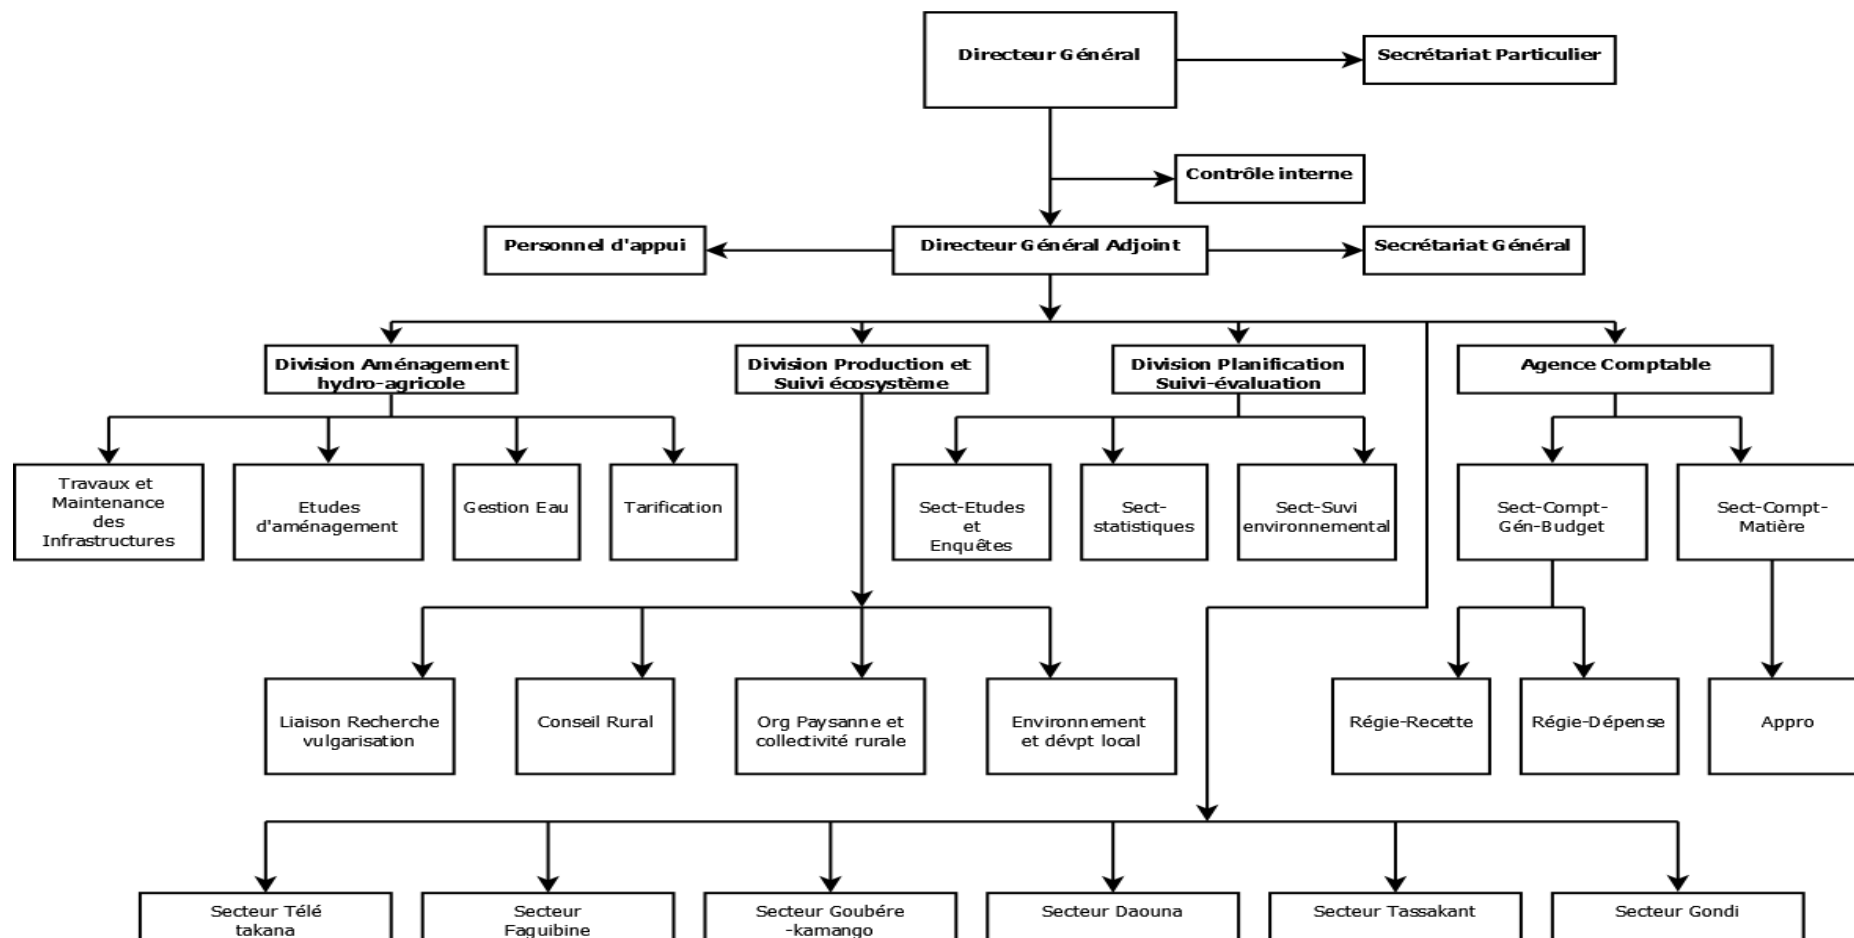 Directeur Général
Secrétariat Particulier
Contrôle interne
Personnel d'appui
Directeur Général Adjoint
Secrétariat Général
Division Aménagement
hydro-agricole
Division Production et
Suivi écosystème
Division Planification
Suivi-évaluation
Agence Comptable
Travaux et
Maintenance
des
Infrastructures
Etudes
d'aménagement
Gestion Eau
Tarification
Sect-Etudes
et
Enquêtes
Sect-
statistiques
Sect-Suvi
environnemental
Sect-Compt-
Gén-Budget
Sect-Compt-
Matière
Liaison Recherche
vulgarisation
Conseil Rural
Org Paysanne et
collectivité rurale
Environnement
et dévpt local
Régie-Recette
Régie-Dépense
Appro
Secteur Télé
takana
Secteur
Faguibine
Secteur Goubére
-kamango
Secteur Daouna
Secteur Tassakant
Secteur Gondi